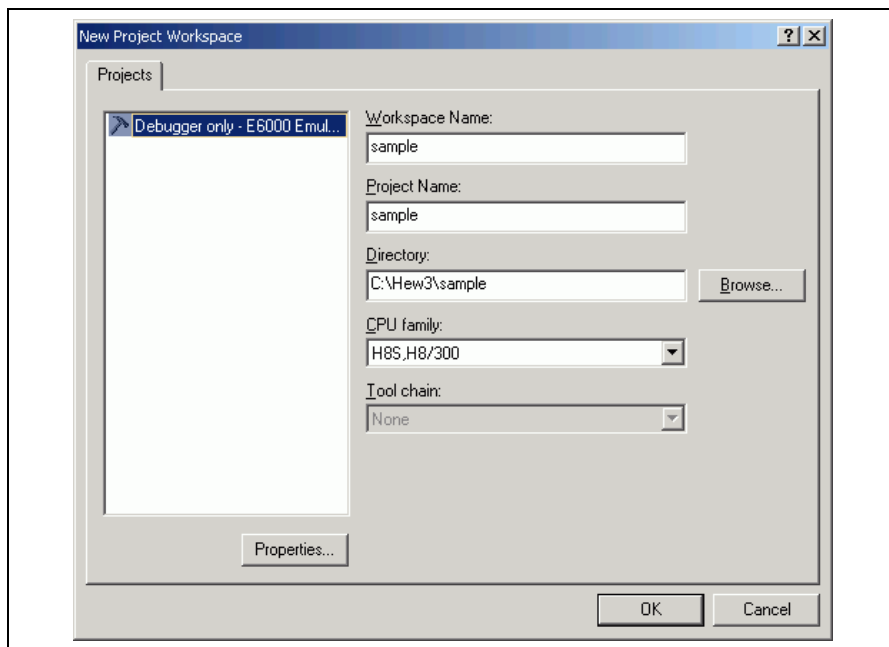 New Project Workspace
Projects
Debugger only - E6000 Emul...
Workspace Name:
sample
Project Name:
sample
Directory:
C:\Hew3\sample
Browse...
CPU family:
H8S,H8/300
Tool chain:
None
Properties...
OK
Cancel